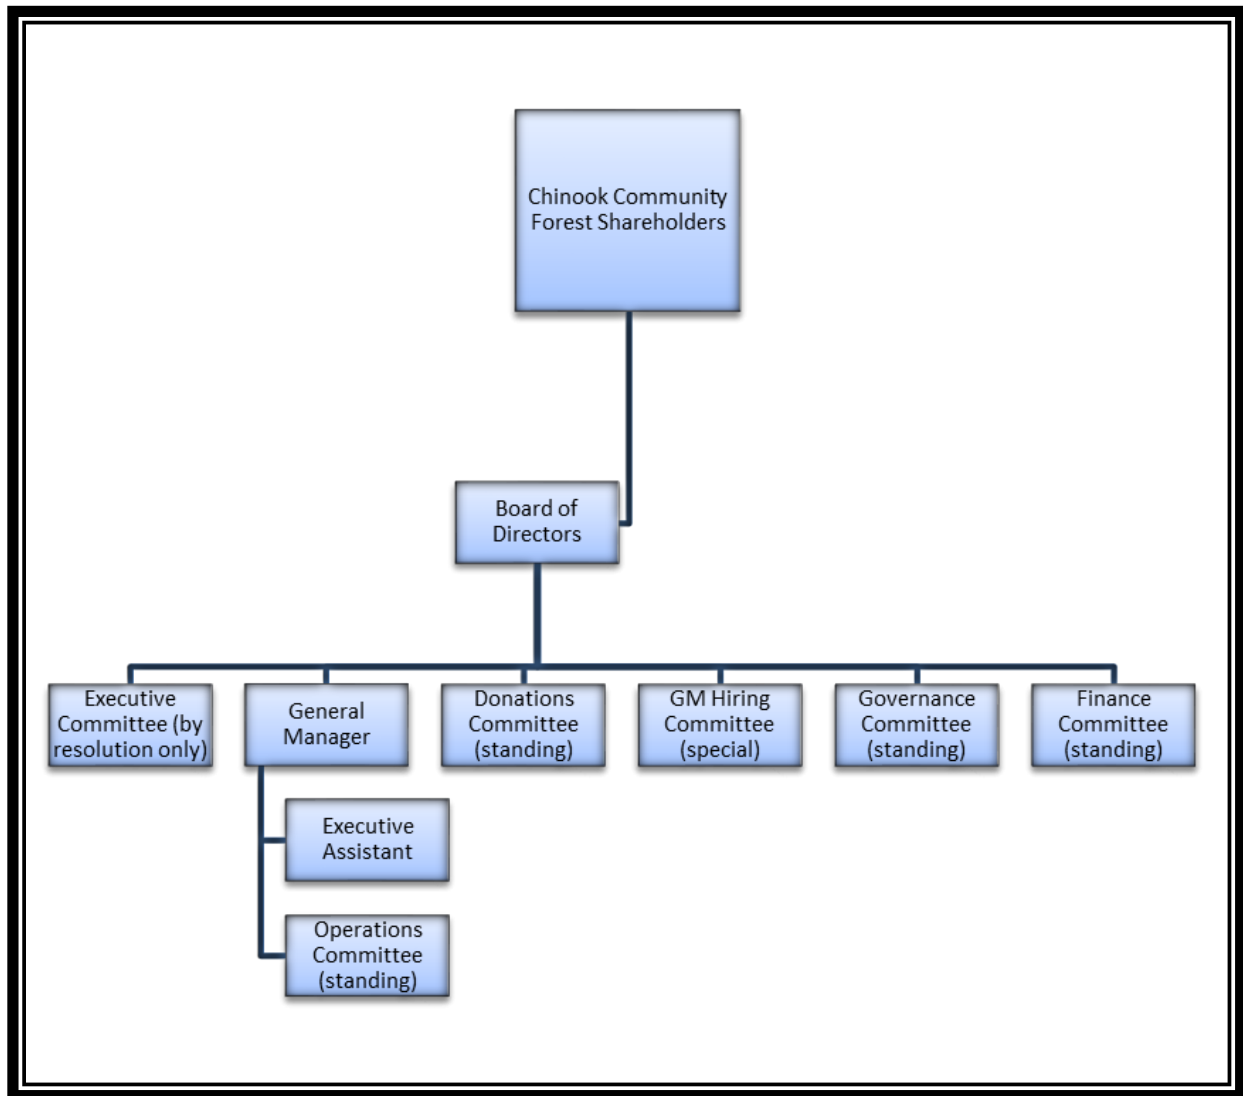 Chinook Community
Forest Shareholders
Board of
Directors
Executive
Committee (by
resolution only)
General
Manager
Donations
Committee
(standing)
GM Hiring
Committee
(special)
Governance
Committee
(standing)
Finance
Committee
(standing)
Executive
Assistant
Operations
Committee
(standing)